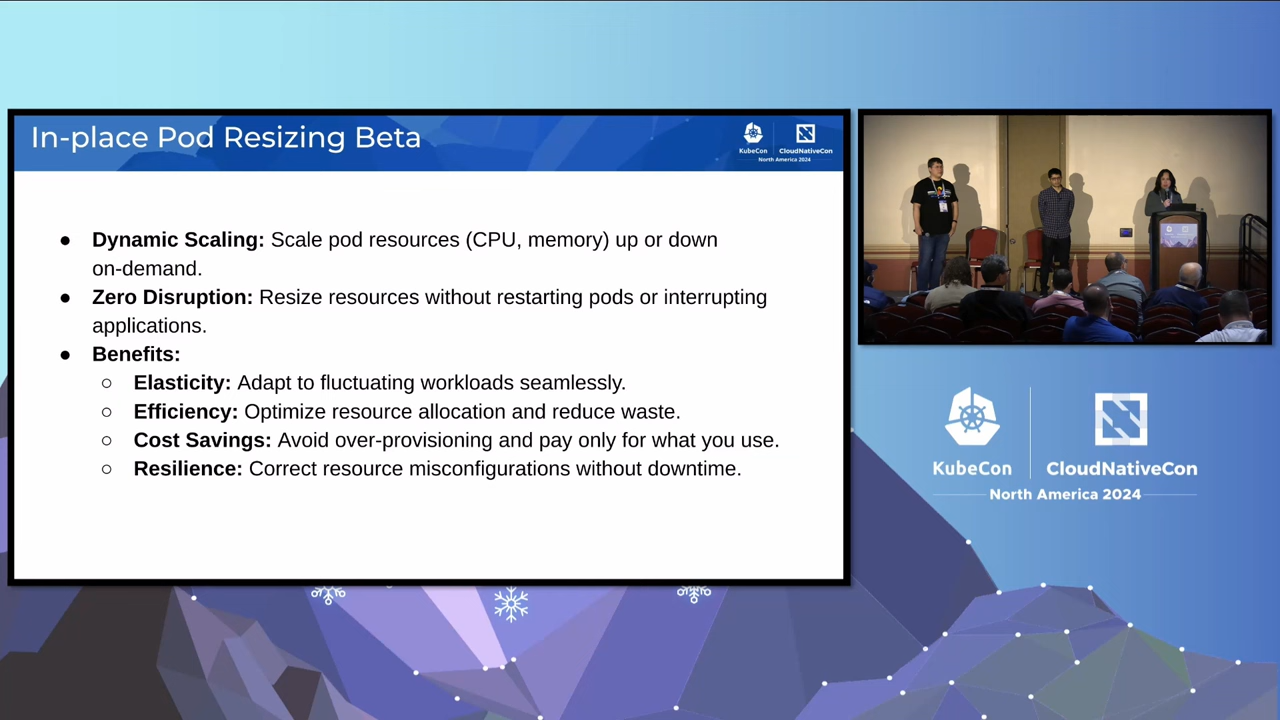 In-place Pod Resizing Beta
KubeCon
CloudNativeCon
North America 2024
● Dynamic Scaling: Scale pod resources (CPU, memory) up or down
on-demand.
● Zero Disruption: Resize resources without restarting pods or interrupting
applications.
● Benefits:
○ Elasticity: Adapt to fluctuating workloads seamlessly.
○ Efficiency: Optimize resource allocation and reduce waste.
○ Cost Savings: Avoid over-provisioning and pay only for what you use.
○ Resilience: Correct resource misconfigurations without downtime.
KubeCon
CloudNativeCon
North America 2024